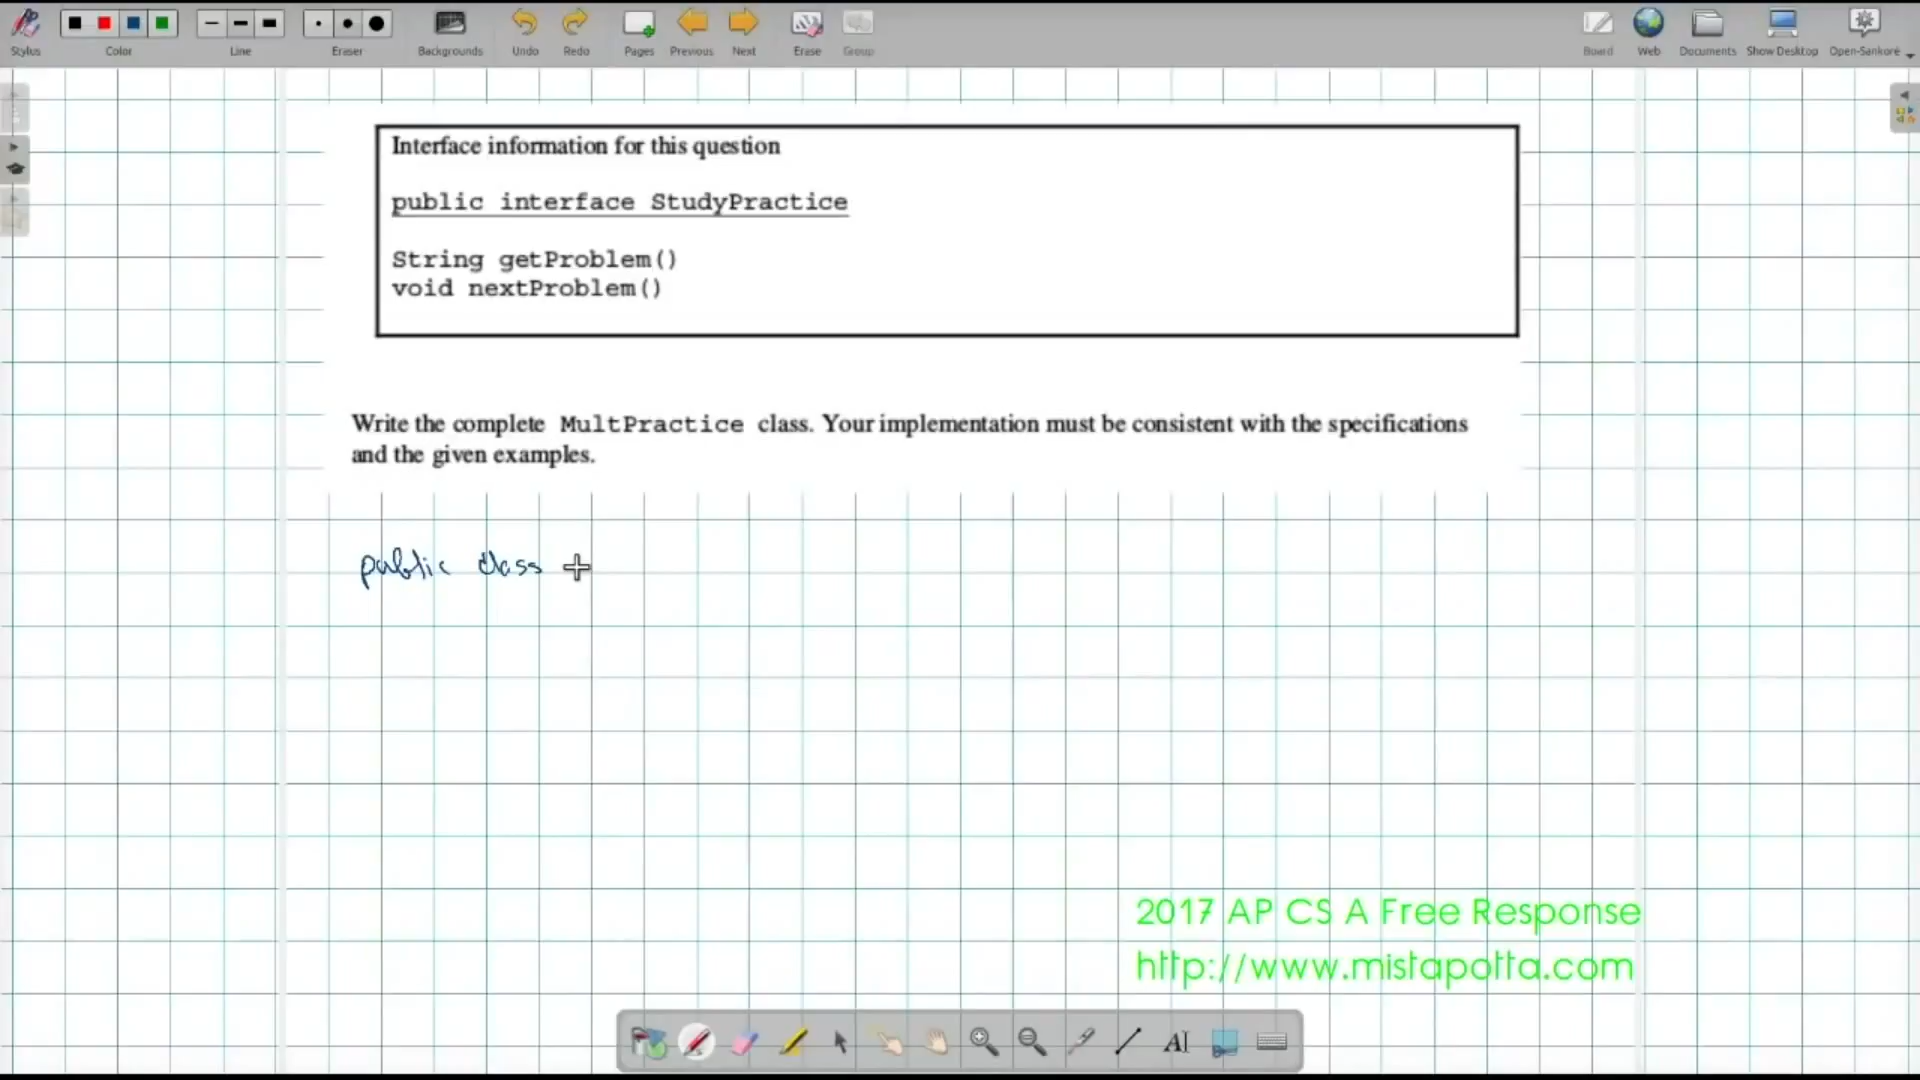 Stylus Color Line Eraser Backgrounds Undo Redo Pages Previous Next Erase Group Board Web Documents Show Desktop Open-Sankoré
Interface information for this question
public interface StudyPractice
String getProblem()
void nextProblem()
Write the complete MultPractice class. Your implementation must be consistent with the specifications
and the given examples.
public class
2017 AP CS A Free Response
http://www.mistapotta.com
AI